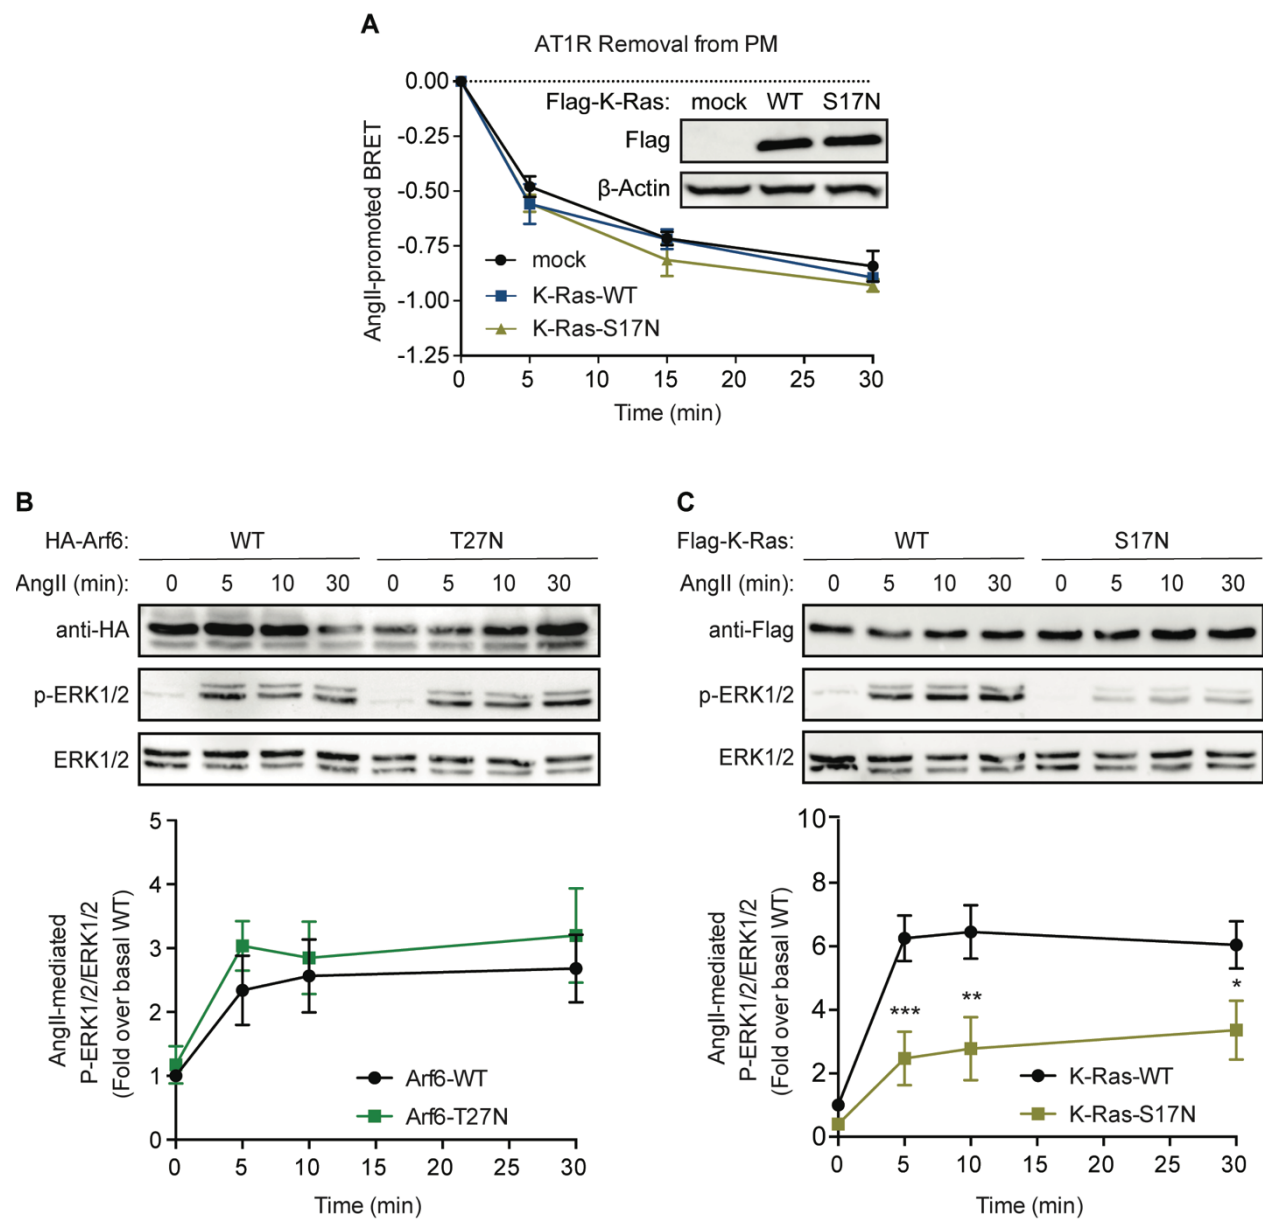 A
AT1R Removal from PM
0.00
-0.25
-0.50
-0.75
-1.00
-1.25
AngII-promoted BRET
Flag-K-Ras: mock WT S17N
Flag
β-Actin
mock
K-Ras-WT
K-Ras-S17N
0 5 10 15 20 25 30
Time (min)
B
HA-Arf6: WT T27N
AngII (min): 0 5 10 30 0 5 10 30
anti-HA
p-ERK1/2
ERK1/2
5
4
3
2
1
0
AngII-mediated
P-ERK1/2/ERK1/2
(Fold over basal WT)
Arf6-WT
Arf6-T27N
0 5 10 15 20 25 30
Time (min)
C
Flag-K-Ras: WT S17N
AngII (min): 0 5 10 30 0 5 10 30
anti-Flag
p-ERK1/2
ERK1/2
10
8
6
4
2
0
AngII-mediated
P-ERK1/2/ERK1/2
(Fold over basal WT)
*** ** *
K-Ras-WT
K-Ras-S17N
0 5 10 15 20 25 30
Time (min)